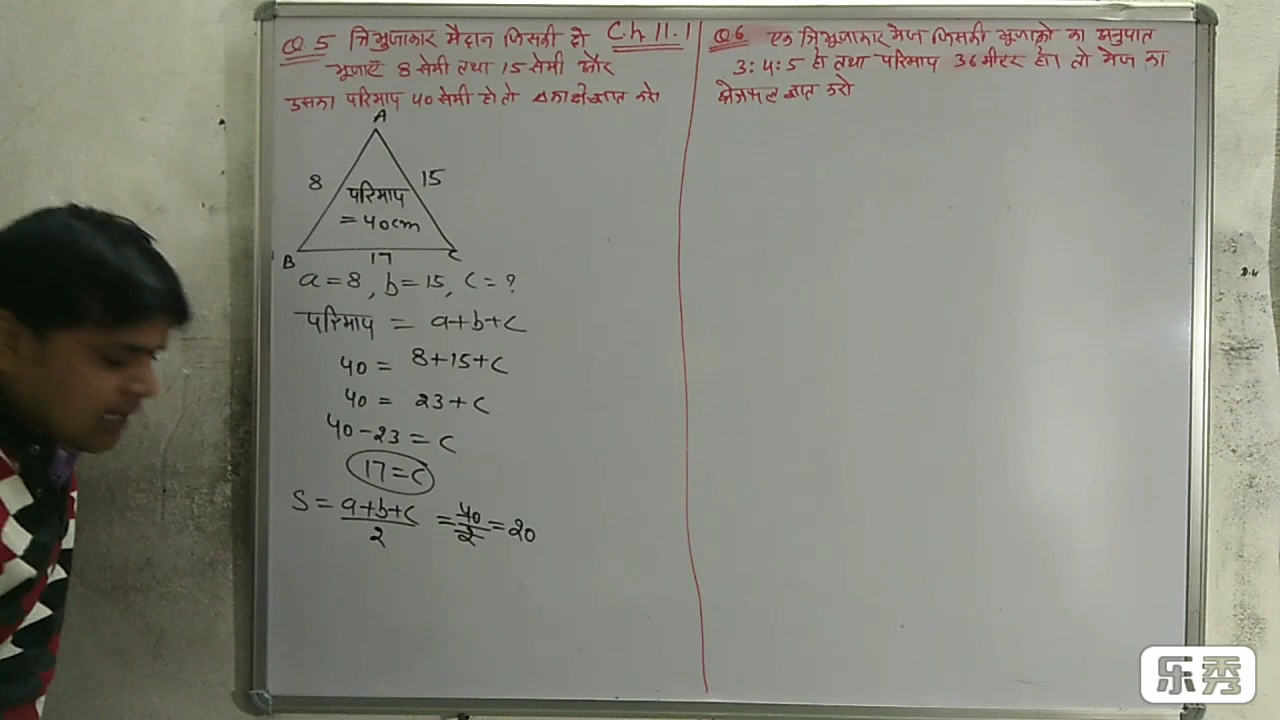 Q.5 त्रिभुजाकार मैदान जिसकी दो Ch 11.1
भुजाएँ 8 सेमी तथा 15 सेमी और
उसका परिमाप 40 सेमी हो तो Δ का क्षे० ज्ञात करो
A
8
15
परिमाप
= 40cm
B
17
C
a=8, b=15, c=?
परिमाप = a+b+c
40 = 8+15+c
40 = 23+c
40-23 = c
17=c
S = a+b+c/2 = 40/2 = 20
Q.6 एक त्रिभुजाकार मेज जिसकी भुजाओ का अनुपात
3:4:5 हो तथा परिमाप 36 मीटर हो। तो मेज का
क्षेत्रफल ज्ञात करो
乐秀